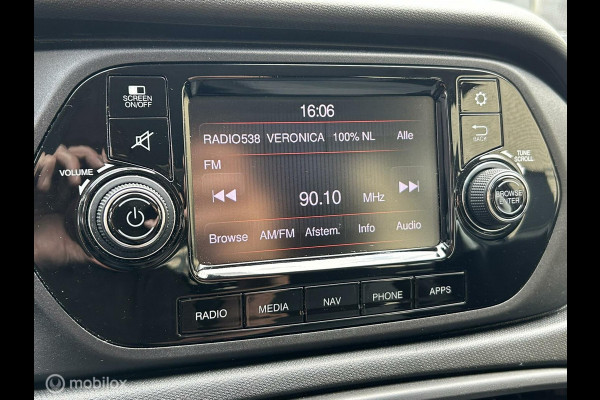 SCREEN
ON/OFF
16:06
RADIO538 VERONICA 100% NL Alle
BACK
FM
VOLUME
TUNE
SCROLL
90.10 MHz
BROWSE
ENTER
Browse AM/FM Afstem. Info Audio
RADIO MEDIA NAV PHONE APPS
mobilox